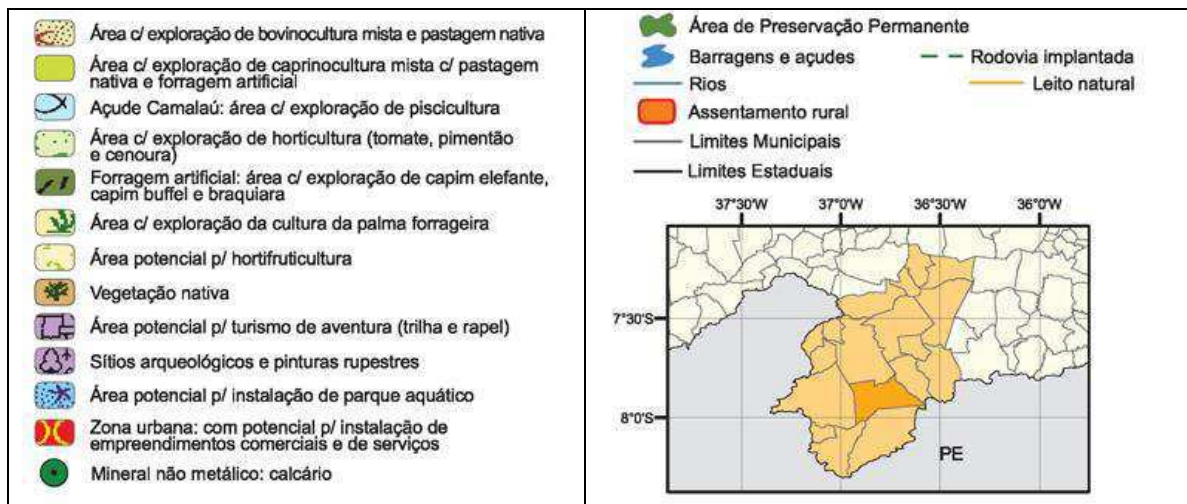 Área c/ exploração de bovinocultura mista e pastagem nativa
Área c/ exploração de caprinocultura mista c/ pastagem
nativa e forragem artificial
Açude Camalaú: área c/ exploração de piscicultura
Área c/ exploração de horticultura (tomate, pimentão
e cenoura)
Forragem artificial: área c/ exploração de capim elefante,
capim buffel e braquiara
Área c/ exploração da cultura da palma forrageira
Área potencial p/ hortifruticultura
Vegetação nativa
Área potencial p/ turismo de aventura (trilha e rapel)
Sítios arqueológicos e pinturas rupestres
Área potencial p/ instalação de parque aquático
Zona urbana: com potencial p/ instalação de
empreendimentos comerciais e de serviços
Mineral não metálico: calcário
Área de Preservação Permanente
Barragens e açudes
Rodovia implantada
Rios
Leito natural
Assentamento rural
Limites Municipais
Limites Estaduais
37°30'W 37°0'W 36°30'W 36°0'W
7°30'S
8°0'S
PE